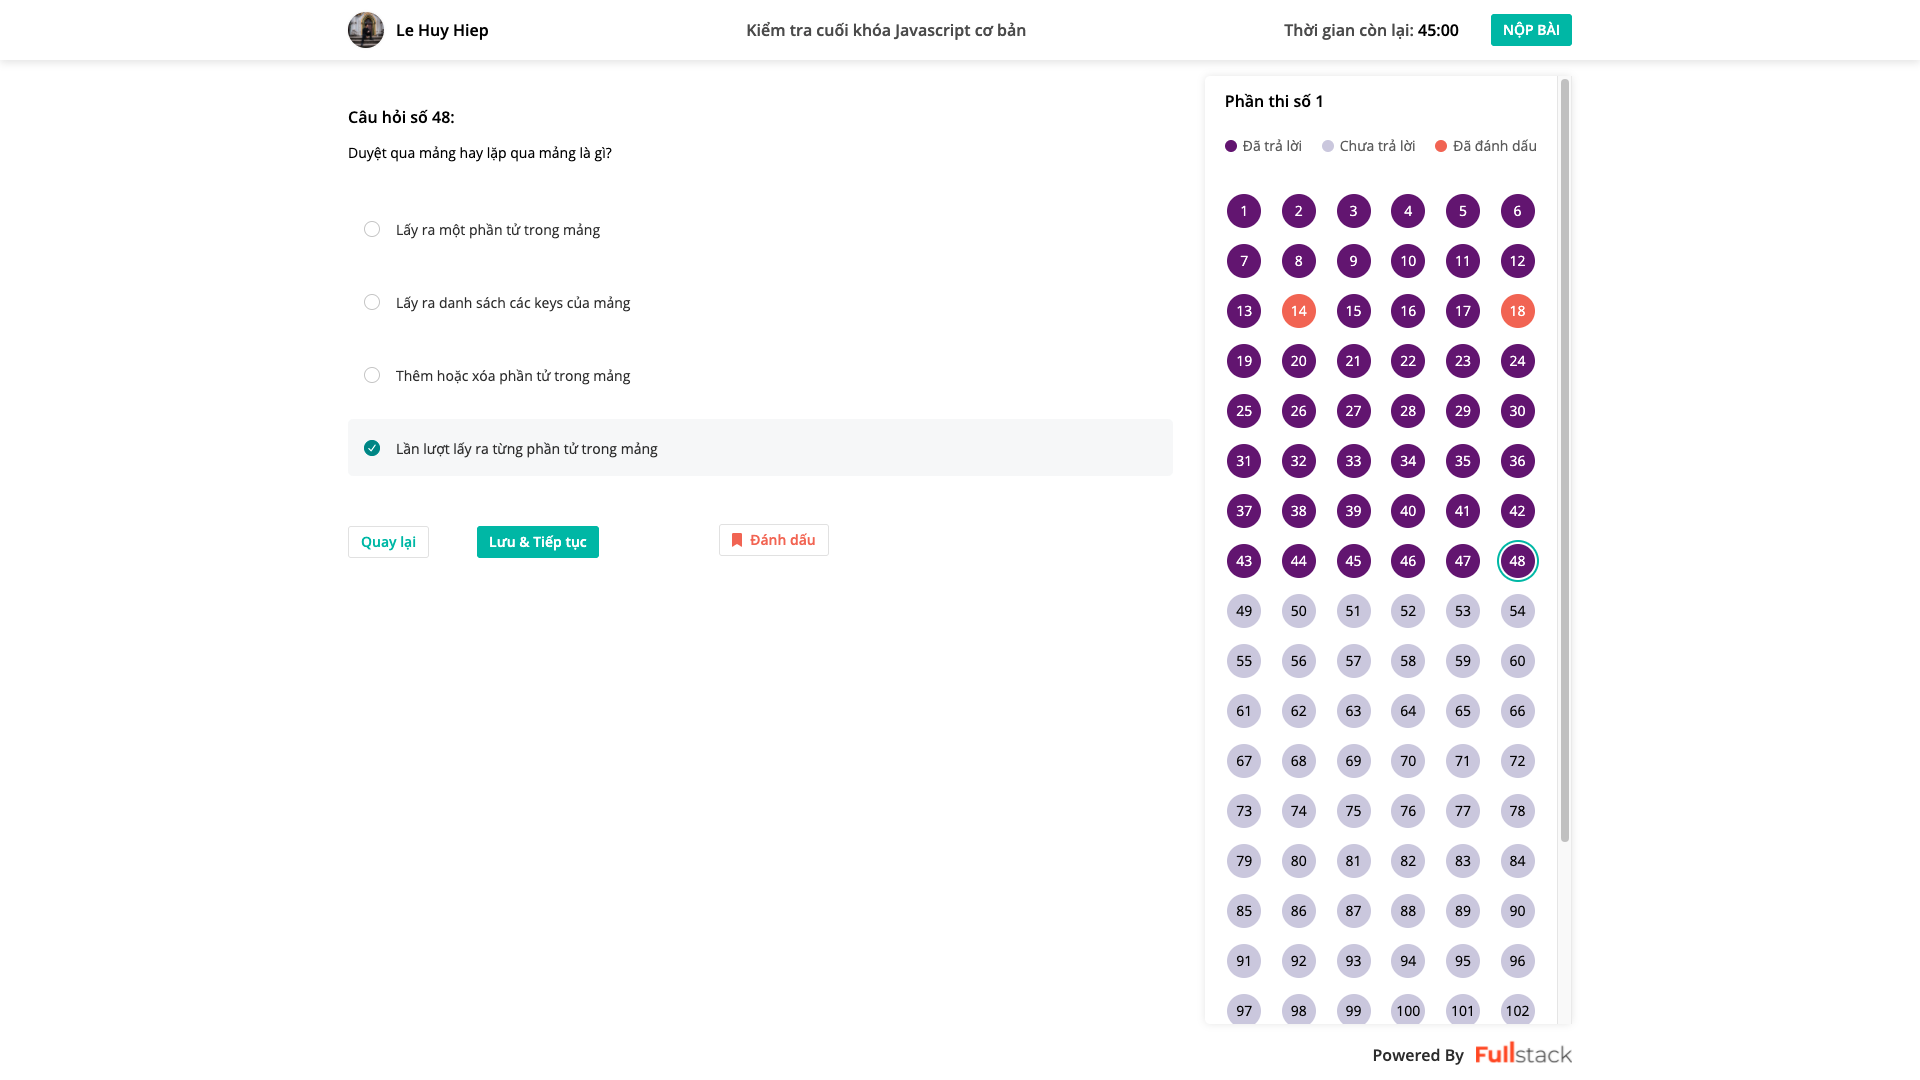 Le Huy Hiep
Kiểm tra cuối khóa Javascript cơ bản
Thời gian còn lại: 45:00
NỘP BÀI
Câu hỏi số 48:
Duyệt qua mảng hay lặp qua mảng là gì?
Lấy ra một phần tử trong mảng
Lấy ra danh sách các keys của mảng
Thêm hoặc xóa phần tử trong mảng
Lần lượt lấy ra từng phần tử trong mảng
Quay lại
Lưu & Tiếp tục
Đánh dấu
Phần thi số 1
Đã trả lời
Chưa trả lời
Đã đánh dấu
1 2 3 4 5 6
7 8 9 10 11 12
13 14 15 16 17 18
19 20 21 22 23 24
25 26 27 28 29 30
31 32 33 34 35 36
37 38 39 40 41 42
43 44 45 46 47 48
49 50 51 52 53 54
55 56 57 58 59 60
61 62 63 64 65 66
67 68 69 70 71 72
73 74 75 76 77 78
79 80 81 82 83 84
85 86 87 88 89 90
91 92 93 94 95 96
97 98 99 100 101 102
Powered By Fullstack